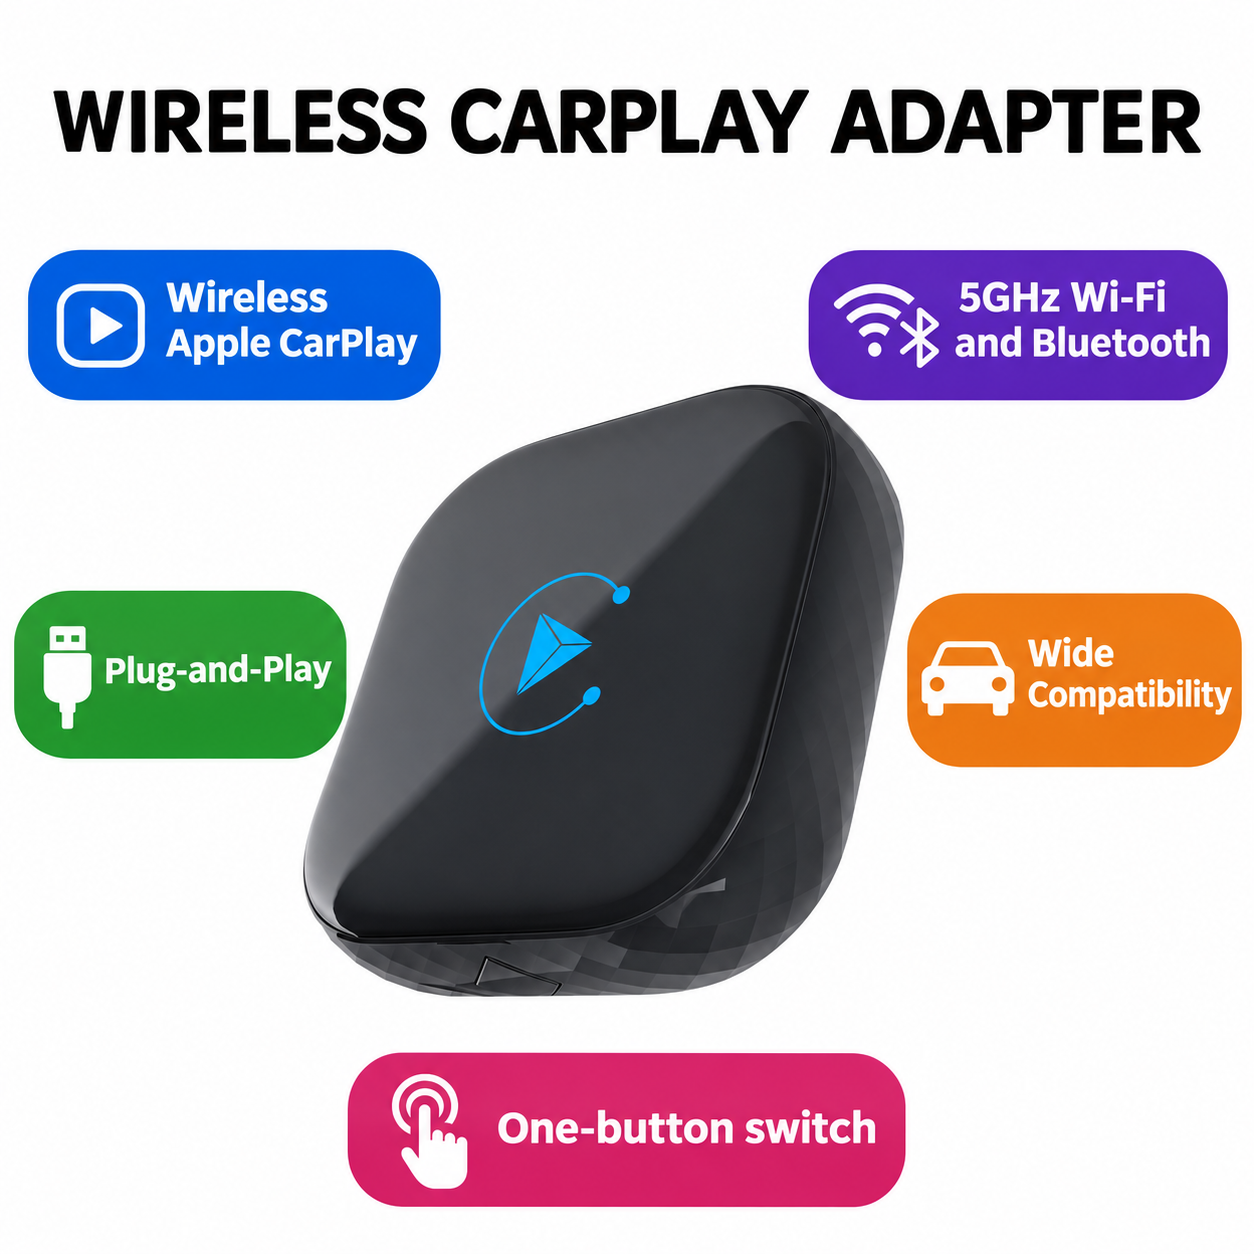 WIRELESS CARPLAY ADAPTER
Wireless
Apple CarPlay
5GHz Wi-Fi
and Bluetooth
Plug-and-Play
Wide
Compatibility
One-button switch